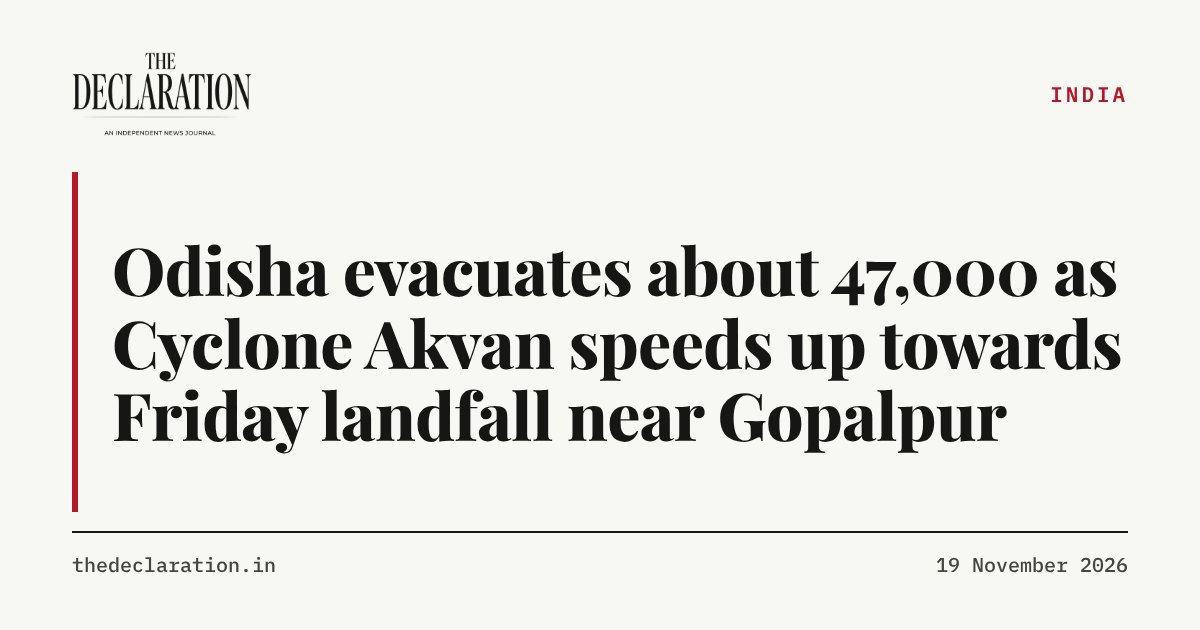 THE
DECLARATION
AN INDEPENDENT NEWS JOURNAL
INDIA
Odisha evacuates about 47,000 as
Cyclone Akvan speeds up towards
Friday landfall near Gopalpur
thedeclaration.in
19 November 2026